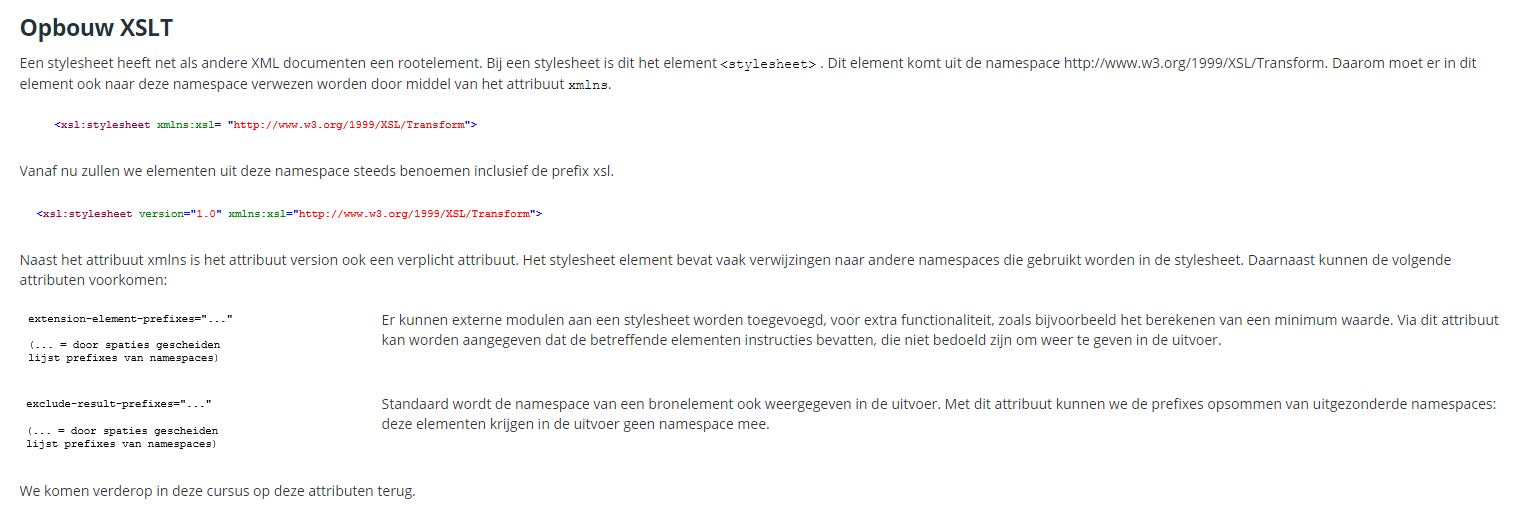 Opbouw XSLT
Een stylesheet heeft net als andere XML documenten een rootelement. Bij een stylesheet is dit het element <stylesheet> . Dit element komt uit de namespace http://www.w3.org/1999/XSL/Transform. Daarom moet er in dit
element ook naar deze namespace verwezen worden door middel van het attribuut xmlns.
<xsl:stylesheet xmlns:xsl= "http://www.w3.org/1999/XSL/Transform">
Vanaf nu zullen we elementen uit deze namespace steeds benoemen inclusief de prefix xsl.
<xsl:stylesheet version="1.0" xmlns:xsl="http://www.w3.org/1999/XSL/Transform">
Naast het attribuut xmlns is het attribuut version ook een verplicht attribuut. Het stylesheet element bevat vaak verwijzingen naar andere namespaces die gebruikt worden in de stylesheet. Daarnaast kunnen de volgende
attributen voorkomen:
extension-element-prefixes="..."
(... = door spaties gescheiden
lijst prefixes van namespaces)
Er kunnen externe modulen aan een stylesheet worden toegevoegd, voor extra functionaliteit, zoals bijvoorbeeld het berekenen van een minimum waarde. Via dit attribuut
kan worden aangegeven dat de betreffende elementen instructies bevatten, die niet bedoeld zijn om weer te geven in de uitvoer.
exclude-result-prefixes="..."
(... = door spaties gescheiden
lijst prefixes van namespaces)
Standaard wordt de namespace van een bronelement ook weergegeven in de uitvoer. Met dit attribuut kunnen we de prefixes opsommen van uitgezonderde namespaces:
deze elementen krijgen in de uitvoer geen namespace mee.
We komen verderop in deze cursus op deze attributen terug.